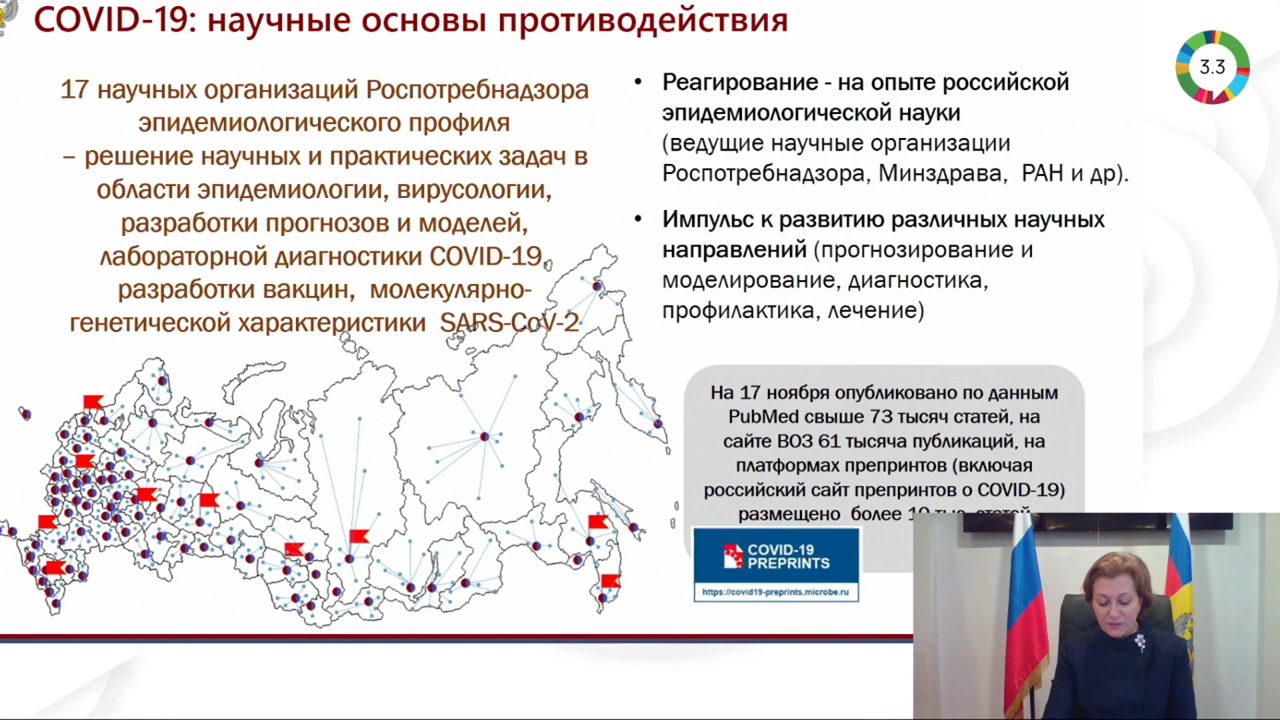 COVID-19: научные основы противодействия
3.3
17 научных организаций Роспотребнадзора
эпидемиологического профиля
– решение научных и практических задач в
области эпидемиологии, вирусологии,
разработки прогнозов и моделей,
лабораторной диагностики COVID-19,
разработки вакцин, молекулярно-
генетической характеристики SARS-CoV-2
• Реагирование - на опыте российской
эпидемиологической науки
(ведущие научные организации
Роспотребнадзора, Минздрава, РАН и др).
• Импульс к развитию различных научных
направлений (прогнозирование и
моделирование, диагностика,
профилактика, лечение)
На 17 ноября опубликовано по данным
PubMed свыше 73 тысяч статей, на
сайте ВОЗ 61 тысяча публикаций, на
платформах препринтов (включая
российский сайт препринтов о COVID-19)
размещено более
COVID-19
PREPRINTS
https://covid19-preprints.microbe.ru